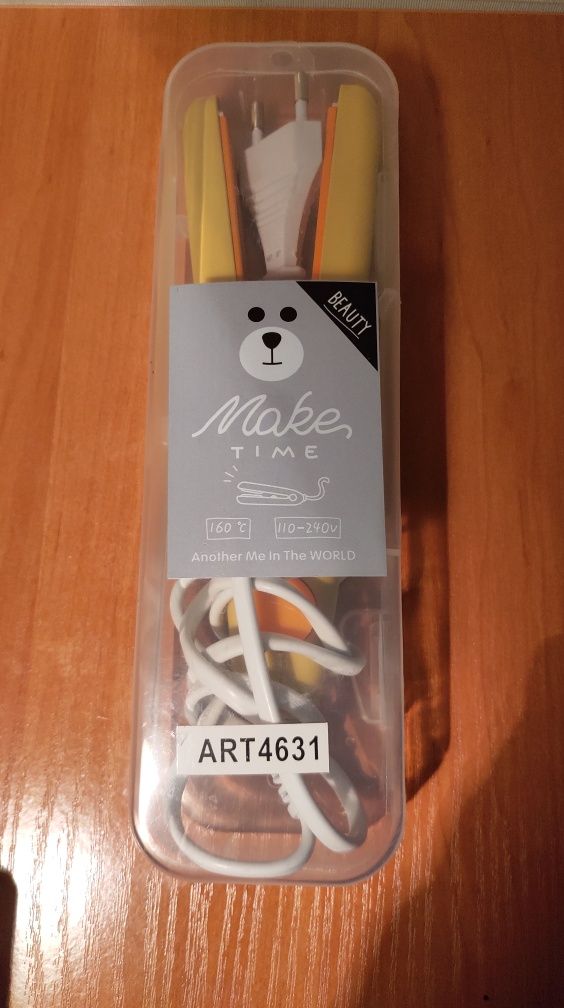 BEAUTY
Make
TIME
160 °C 110-240V
Another Me In The WORLD
ART4631